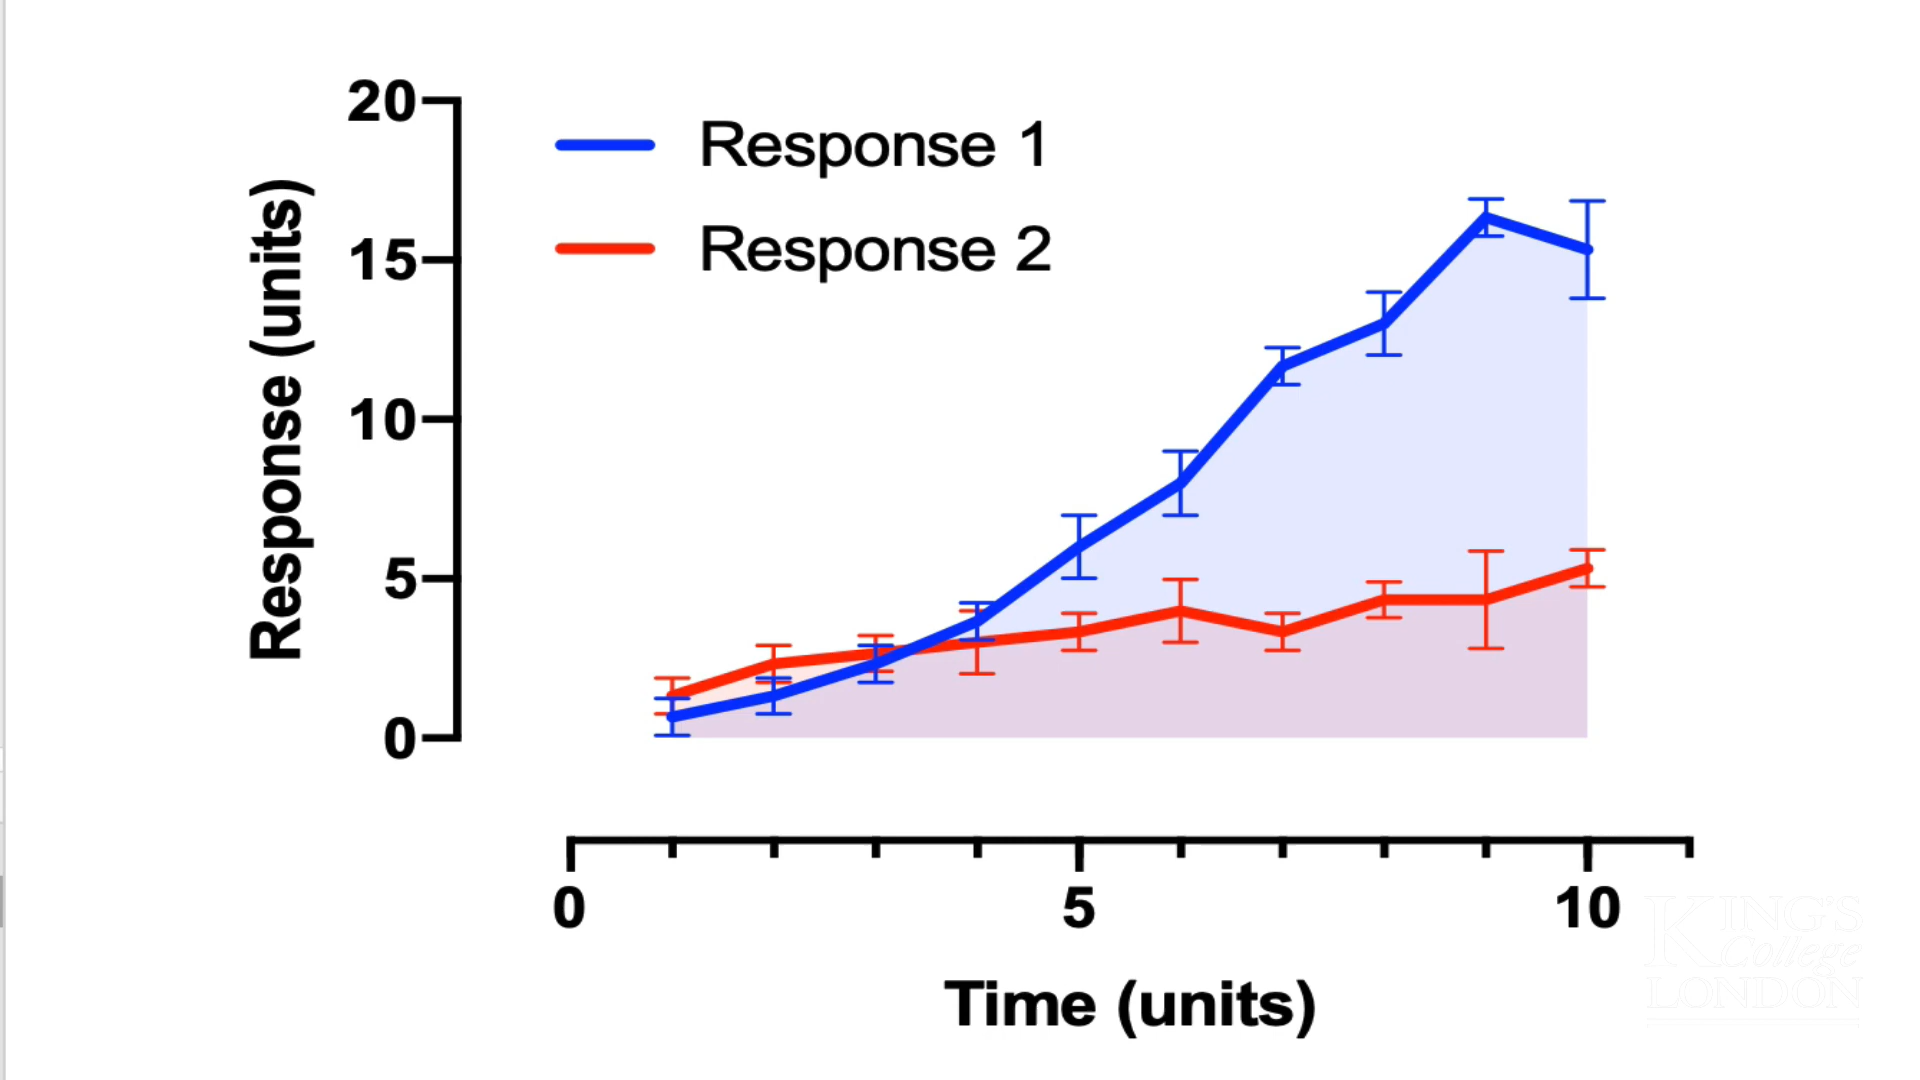 20
15
10
5
0
Response (units)
Response 1
Response 2
0
5
10
Time (units)
KING'S
College
LONDON